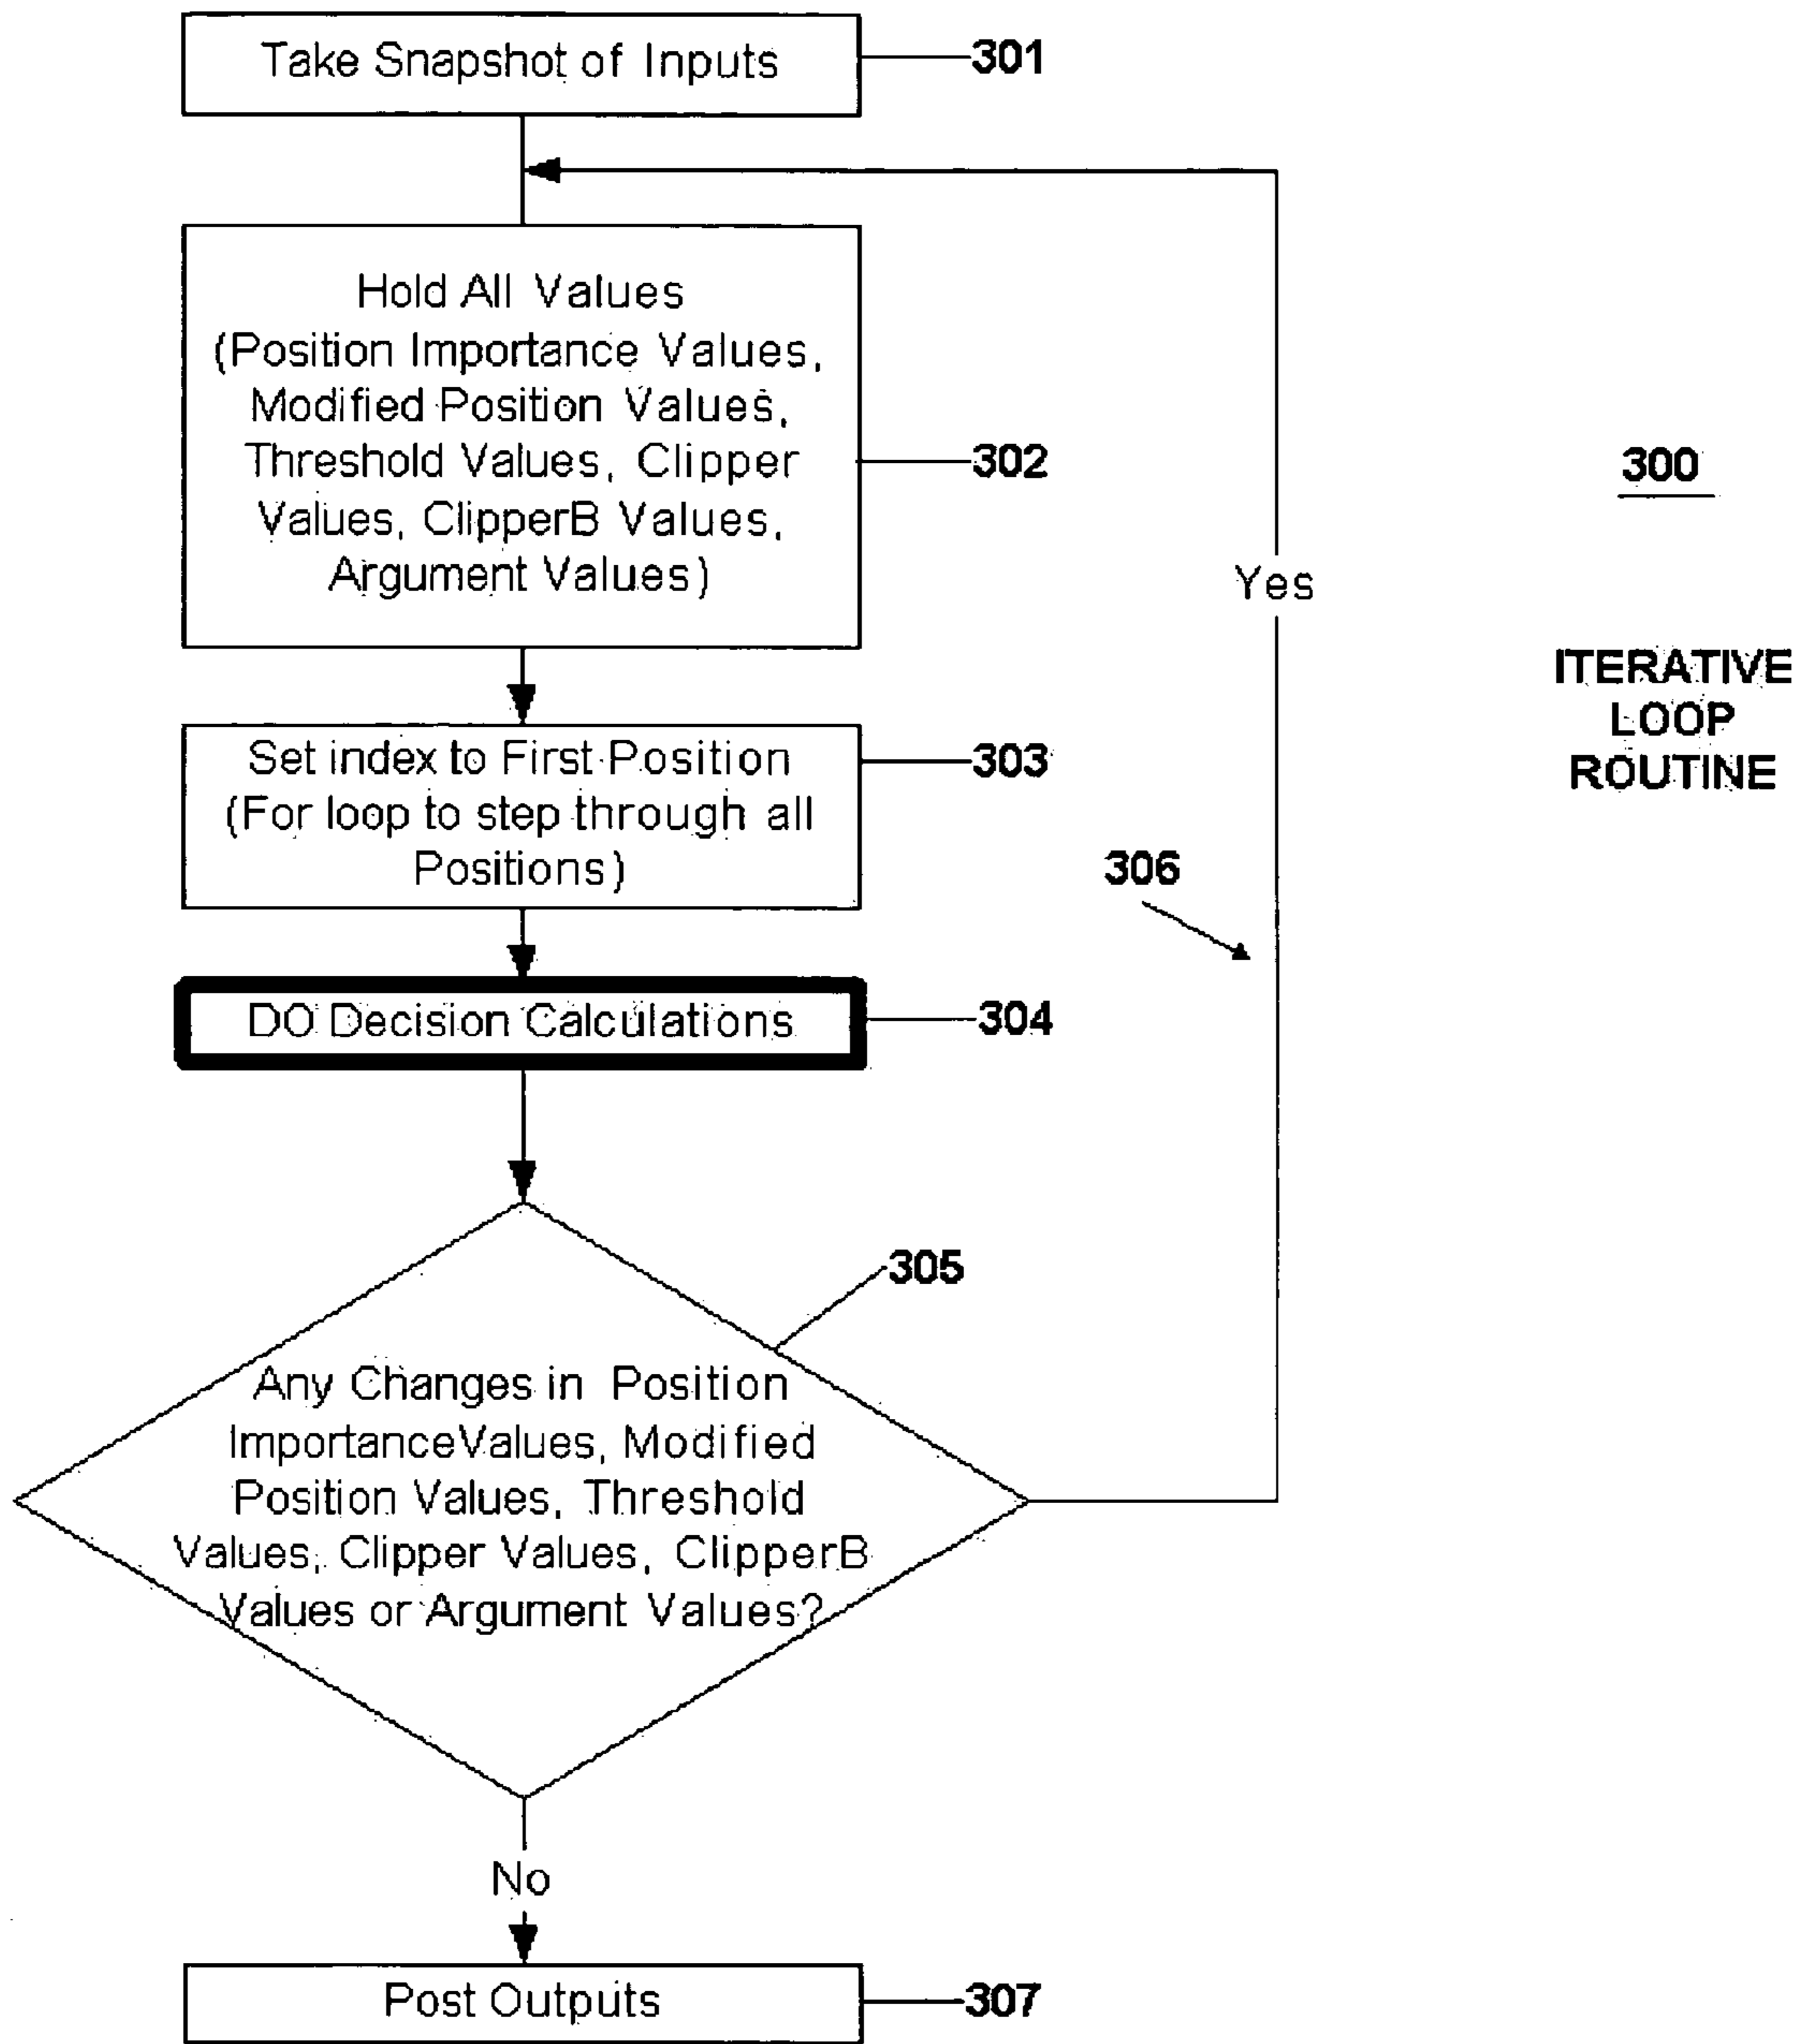 Take Snapshot of Inputs
301
Hold All Values
(Position Importance Values,
Modified Position Values,
Threshold Values, Clipper
Values, ClipperB Values,
Argument Values)
302
300
Yes
ITERATIVE
LOOP
ROUTINE
Set index to First Position
(For loop to step through all
Positions)
303
306
DO Decision Calculations
304
305
Any Changes in Position
ImportanceValues, Modified
Position Values, Threshold
Values, Clipper Values, ClipperB
Values or Argument Values?
No
Post Outputs
307